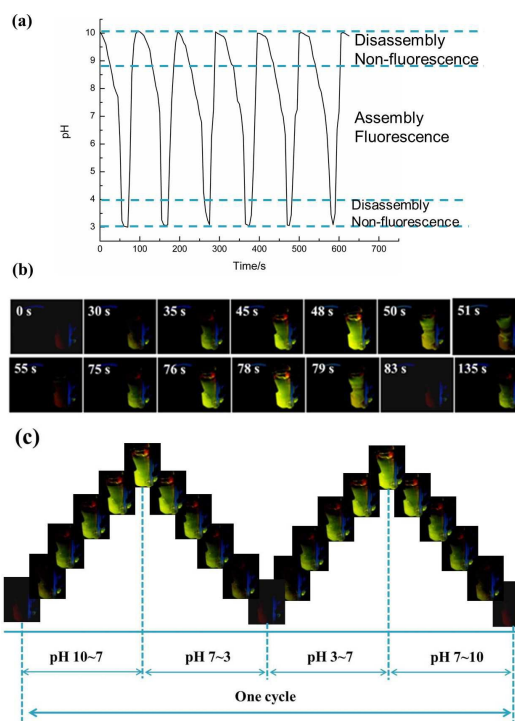 (a)
10
9
8
7
6
5
4
3
pH
0 100 200 300 400 500 600 700
Time/s
Disassembly
Non-fluorescence
Assembly
Fluorescence
Disassembly
Non-fluorescence
(b)
0 s 30 s 35 s 45 s 48 s 50 s 51 s
55 s 75 s 76 s 78 s 79 s 83 s 135 s
(c)
pH 10~7 pH 7~3 pH 3~7 pH 7~10
One cycle